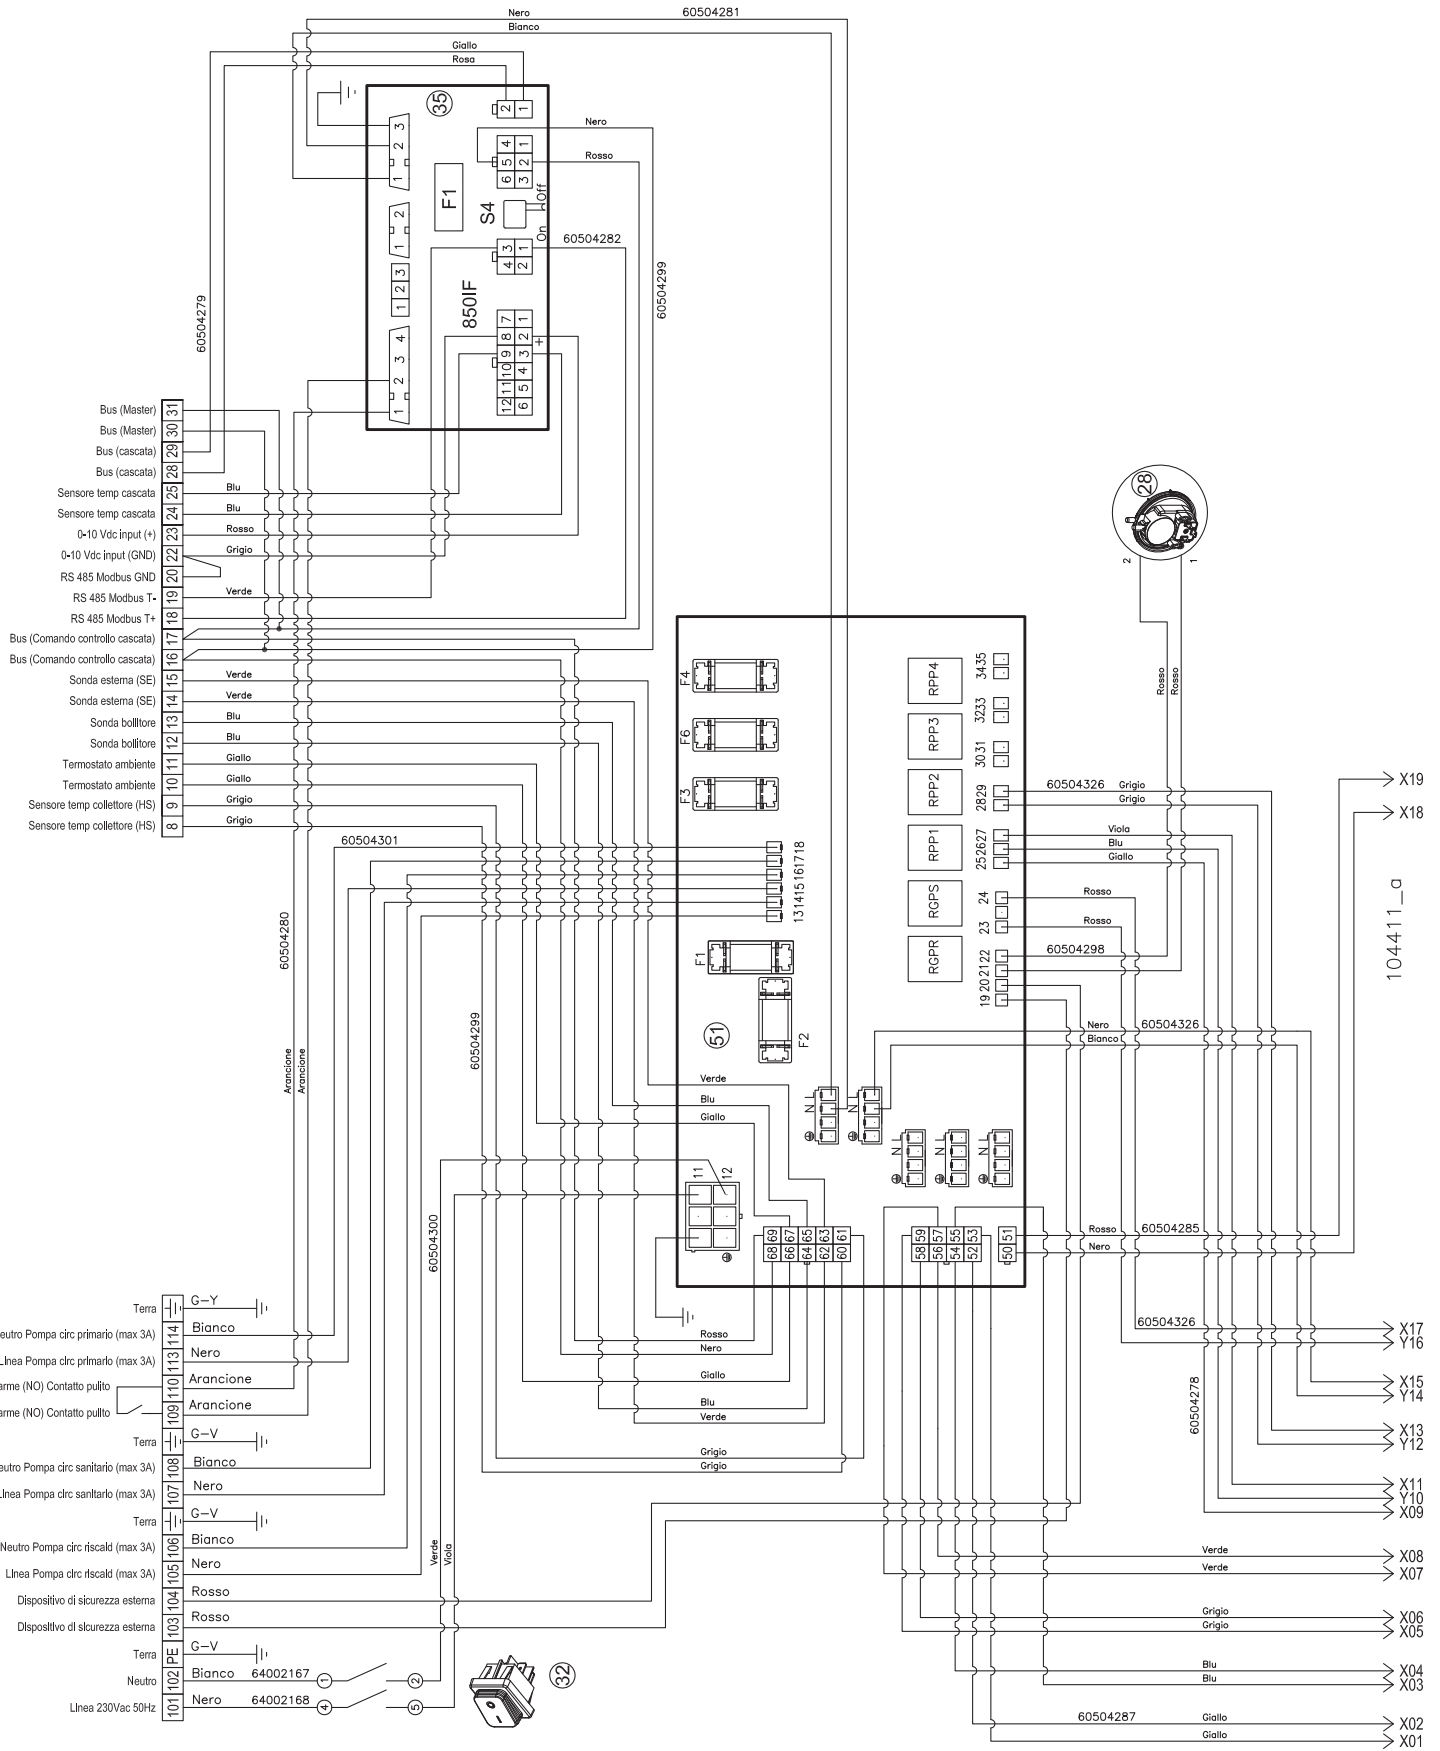 Nero 60504281
Bianco
Giallo
Rosa
35
3
2
1
2 1
4 1
5 2
6 3
Nero
Rosso
F1
S4
Off
On
2
1
3 1
4 2
60504282
60504299
3
2
1
850IF
60504279
7 1
8 2 +
9 3
10 4
11 5
12 6
4
3
2
1
Bus (Master) 31
Bus (Master) 30
Bus (cascata) 29
Bus (cascata) 28
Sensore temp cascata 25 Blu
Sensore temp cascata 24 Blu
0-10 Vdc input (+) 23 Rosso
0-10 Vdc input (GND) 22 Grigio
RS 485 Modbus GND 20
RS 485 Modbus T- 19 Verde
RS 485 Modbus T+ 18
Bus (Comando controllo cascata) 17
Bus (Comando controllo cascata) 16
Sonda esterna (SE) 15 Verde
Sonda esterna (SE) 14 Verde
Sonda bollitore 13 Blu
Sonda bollitore 12 Blu
Termostato ambiente 11 Giallo
Termostato ambiente 10 Giallo
Sensore temp collettore (HS) 9 Grigio
Sensore temp collettore (HS) 8 Grigio
28
2 1
Rosso
Rosso
F4
F6
F3
RPP4
RPP3
RPP2
RPP1
RGPS
RGPR
3435
3233
3031
2829
252627
24
23
19 20 21 22
60504326 Grigio
Grigio
Viola
Blu
Giallo
Rosso
Rosso
60504298
X19
X18
104411_a
60504301
131415161718
60504280
Arancione
Arancione
60504299
F1
51
F2
Nero 60504326
Bianco
N L
N L
N L
N L
N L
Verde
Blu
Giallo
11
12
60504300
69 67 65 63 61
68 66 64 62 60
59 57 55 53
58 56 54 52
51
50
Rosso 60504285
Nero
Rosso
Nero
Giallo
Blu
Verde
Grigio
Grigio
60504326
X17
Y16
X15
Y14
60504278
X13
Y12
X11
Y10
X09
Verde X08
Verde X07
Grigio X06
Grigio X05
Blu X04
Blu X03
60504287 Giallo X02
Giallo X01
Terra G-Y
eutro Pompa circ primario (max 3A) 114 Bianco
Linea Pompa circ primario (max 3A) 113 Nero
arme (NO) Contatto pulito 110 Arancione
arme (NO) Contatto pulito 109 Arancione
Terra G-V
eutro Pompa circ sanitario (max 3A) 108 Bianco
Linea Pompa circ sanitario (max 3A) 107 Nero
Terra G-V
Neutro Pompa circ riscald (max 3A) 106 Bianco
Linea Pompa circ riscald (max 3A) 105 Nero
Dispositivo di sicurezza esterna 104 Rosso
Dispositivo di sicurezza esterna 103 Rosso
Terra PE G-V
Neutro 102 Bianco 64002167 1 2
Linea 230Vac 50Hz 101 Nero 64002168 4 5
Verde
Viola
32